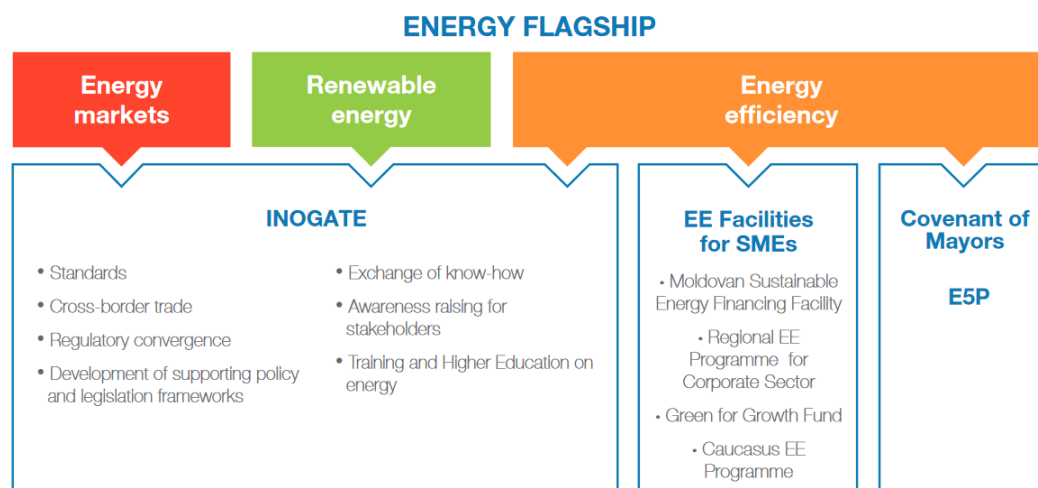 ENERGY FLAGSHIP
Energy
markets
Renewable
energy
Energy
efficiency
INOGATE
• Standards
• Cross-border trade
• Regulatory convergence
• Development of supporting policy
and legislation frameworks
• Exchange of know-how
• Awareness raising for
stakeholders
• Training and Higher Education on
energy
EE Facilities
for SMEs
• Moldovan Sustainable
Energy Financing Facility
• Regional EE
Programme for
Corporate Sector
• Green for Growth Fund
• Caucasus EE
Programme
Covenant of
Mayors
E5P